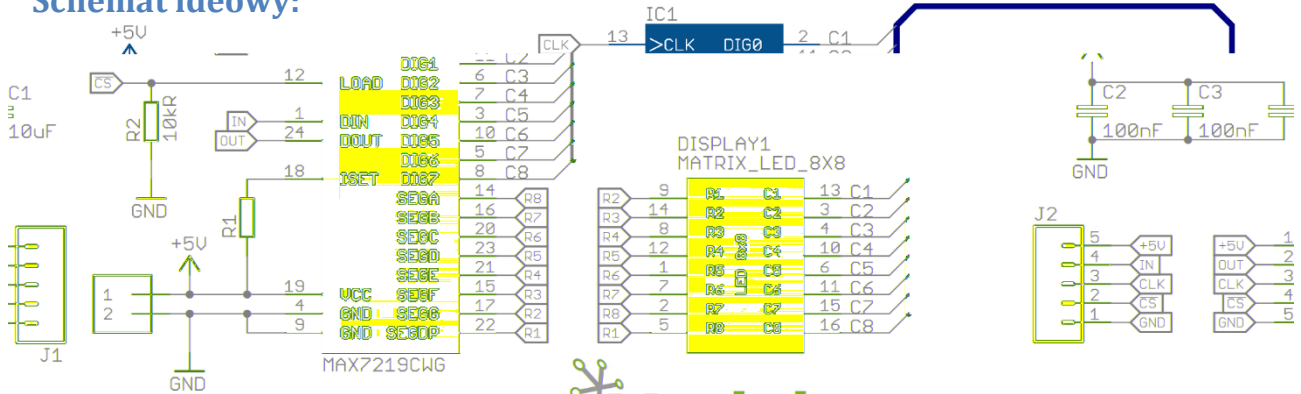 Schemat ideowy:
+5V
IC1
CLK 13 >CLK DIG0 2 C1
DIG1 C2
CS 12 LOAD DIG2 6 C3
DIG3 7 C4
IN 1 DIN DIG4 3 C5
OUT 24 DOUT DIG5 10 C6
DIG6 5 C7
18 ISET DIG7 8 C8
SEGA 14 R8
SEGB 16 R7
SEGC 20 R6
SEGD 23 R5
SEGE 21 R4
19 VCC SEGF 15 R3
4 GND SEGG 17 R2
9 GND SEGDP 22 R1
MAX7219CWG
C1
10uF
R2
10kR
GND
R1
+5V
1
2
J1
GND
DISPLAY1
MATRIX_LED_8X8
R2 9 R1 C1 13 C1
R3 14 R2 C2 3 C2
R4 8 R3 C3 4 C3
R5 12 R4 C4 10 C4
R6 1 R5 C5 6 C5
R7 7 R6 C6 11 C6
R8 2 R7 C7 15 C7
R1 5 R8 C8 16 C8
LED 8X8
C2 C3
100nF 100nF
GND
J2
5 +5V
4 IN
3 CLK
2 CS
1 GND
+5V 1
OUT 2
CLK 3
CS 4
GND 5